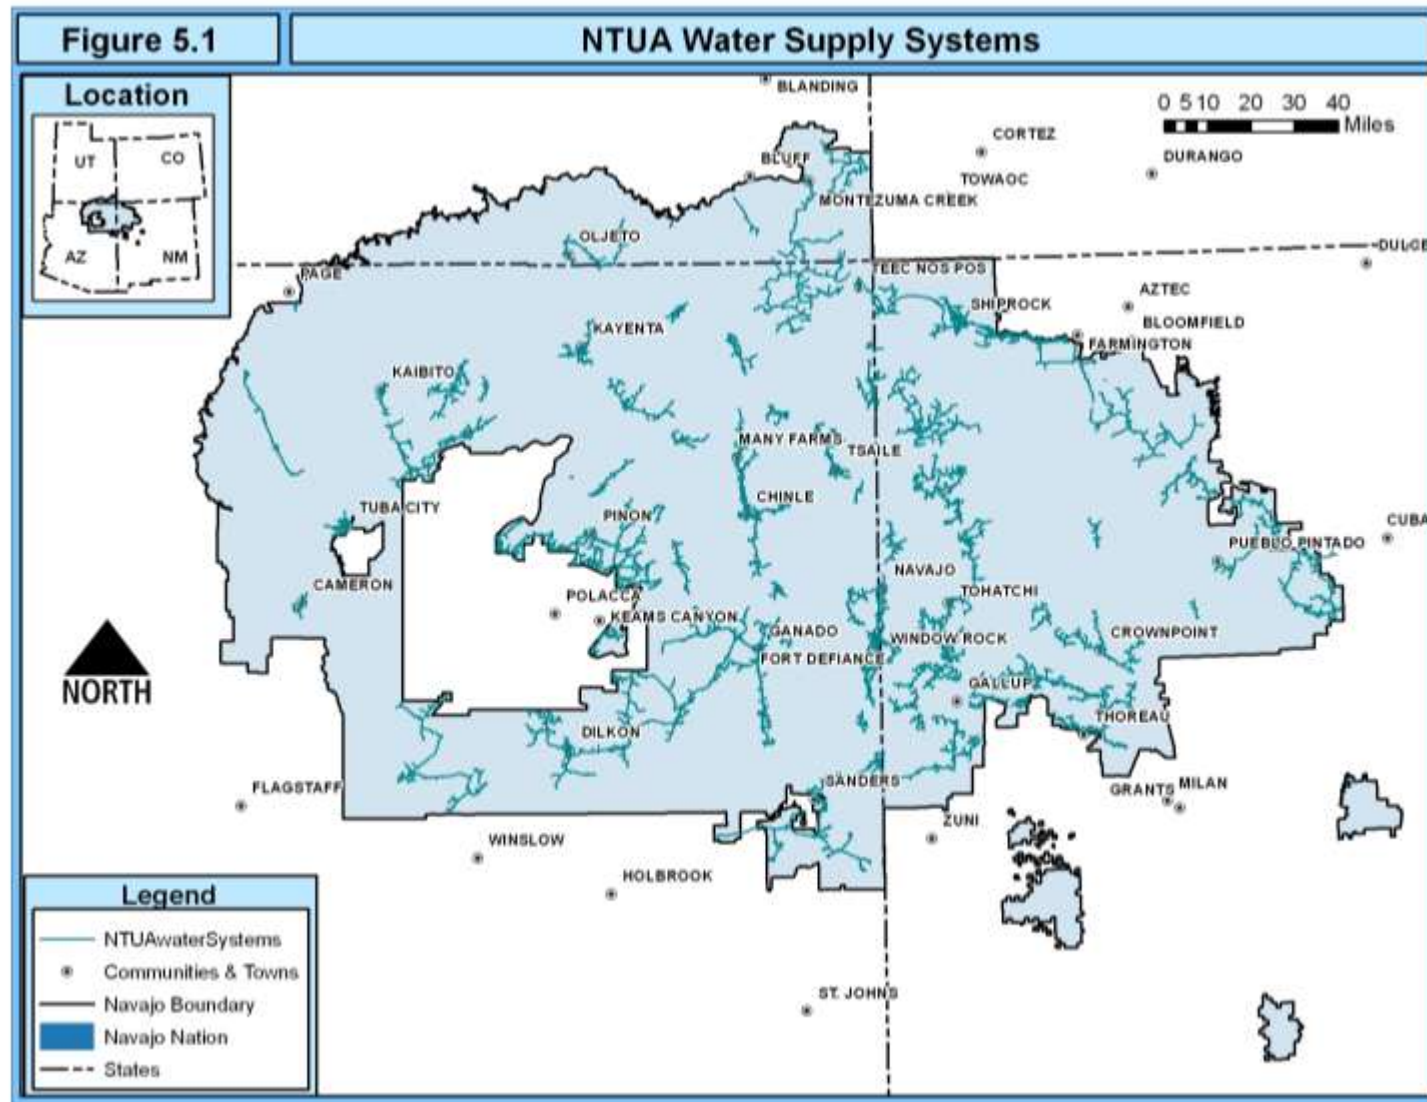 Figure 5.1
NTUA Water Supply Systems
Location
UT
CO
AZ
NM
0 5 10 20 30 40
Miles
BLANDING
CORTEZ
DURANGO
TOWAOC
BLUFF
MONTEZUMA CREEK
OLJETO
DULCE
PAGE
TEEC NOS POS
SHIPROCK
AZTEC
BLOOMFIELD
FARMINGTON
KAYENTA
KAIBITO
MANY FARMS
TSAILE
CHINLE
TUBA CITY
PINON
CUBA
PUEBLO PINTADO
NAVAJO
CAMERON
TOHATCHI
POLACCA
KEAMS CANYON
GANADO
WINDOW ROCK
CROWNPOINT
FORT DEFIANCE
GALLUP
THOREAU
DILKON
NORTH
SANDERS
FLAGSTAFF
GRANTS
MILAN
ZUNI
WINSLOW
HOLBROOK
ST. JOHNS
Legend
NTUAwaterSystems
Communities & Towns
Navajo Boundary
Navajo Nation
States